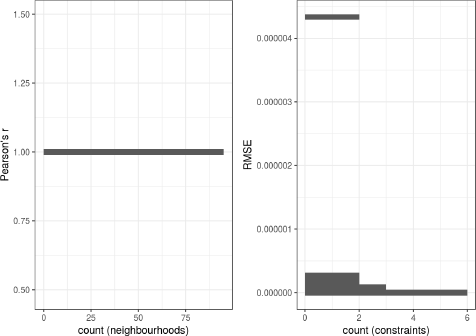 1.50
1.25
1.00
0.75
0.50
Pearson's r
0 25 50 75
count (neighbourhoods)
0.000004
0.000003
0.000002
0.000001
0.000000
RMSE
0 2 4 6
count (constraints)